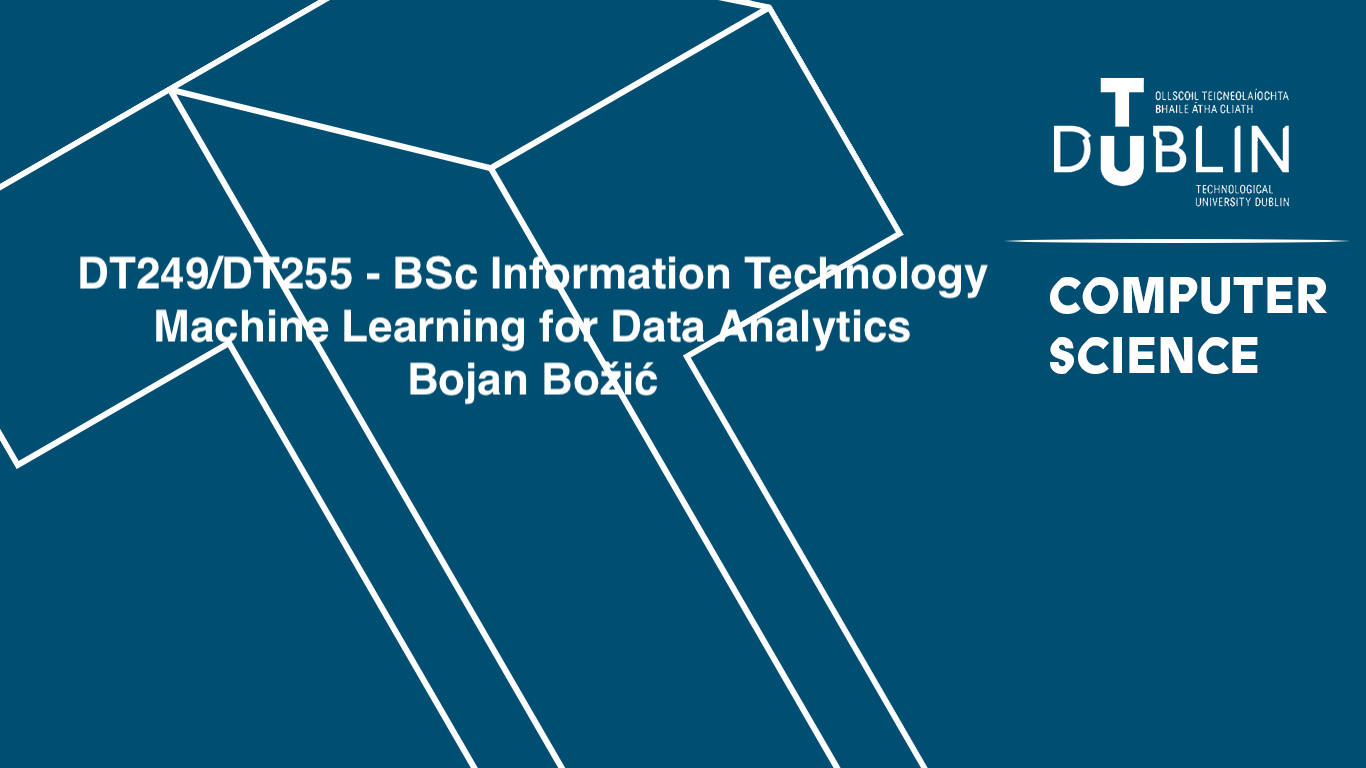 DT249/DT255 - BSc Information Technology
Machine Learning for Data Analytics
Bojan Božić
OLLSCOIL TEICNEOLAÍOCHTA
BHAILE ÁTHA CLIATH
TU DUBLIN
TECHNOLOGICAL
UNIVERSITY DUBLIN
COMPUTER
SCIENCE